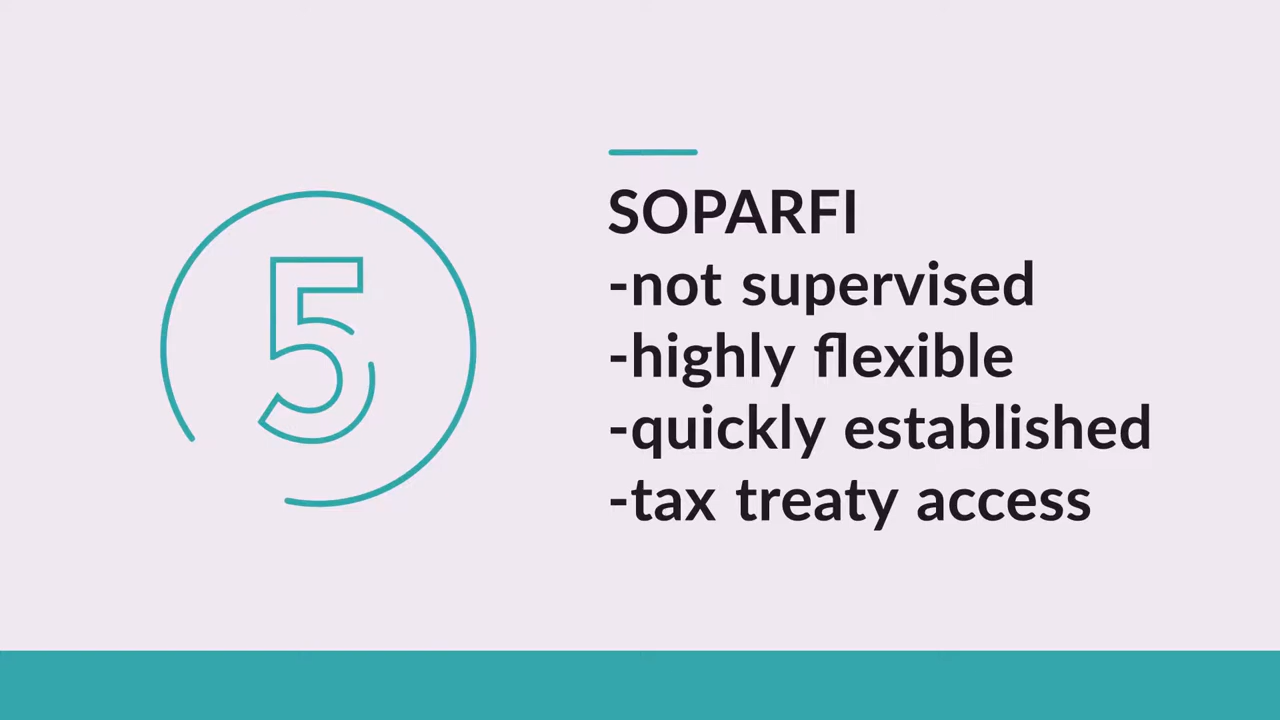 5
SOPARFI
-not supervised
-highly flexible
-quickly established
-tax treaty access